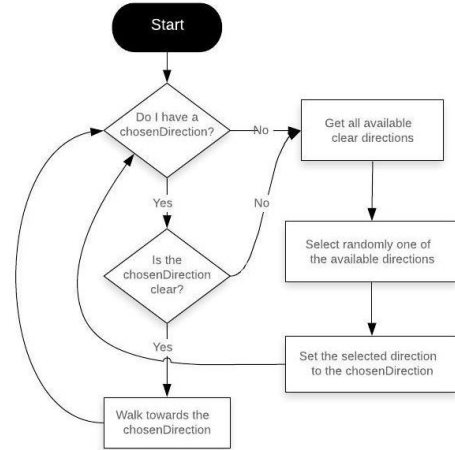 Start
Do I have a
chosenDirection?
No
Get all available
clear directions
Yes
No
Is the
chosenDirection
clear?
Select randomly one of
the available directions
Yes
Set the selected direction
to the chosenDirection
Walk towards the
chosenDirection